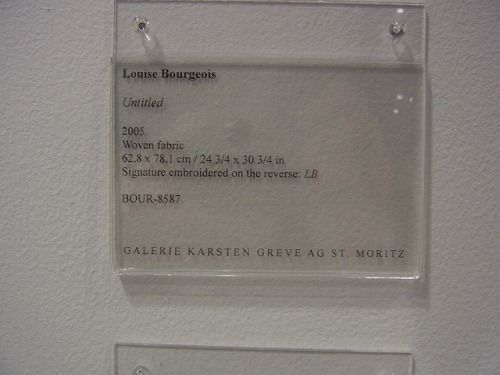 Louise Bourgeois
Untitled
2005
Woven fabric
62.8 x 78,1 cm / 24 3/4 x 30 3/4 in
Signature embroidered on the reverse: LB
BOUR-8587
GALERIE KARSTEN GREVE AG ST. MORITZ